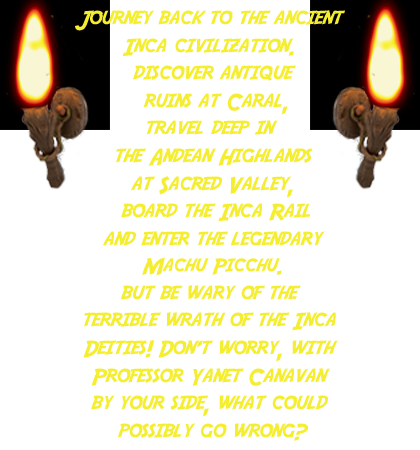 Journey back to the ancient
Inca civilization.
Discover antique
ruins at Caral,
travel deep in
the Andean Highlands
at Sacred Valley,
board the Inca Rail
and enter the legendary
Machu Picchu.
but be wary of the
terrible wrath of the Inca
Deities! Don't worry, with
Professor Yanet Canavan
by your side, what could
possibly go wrong?